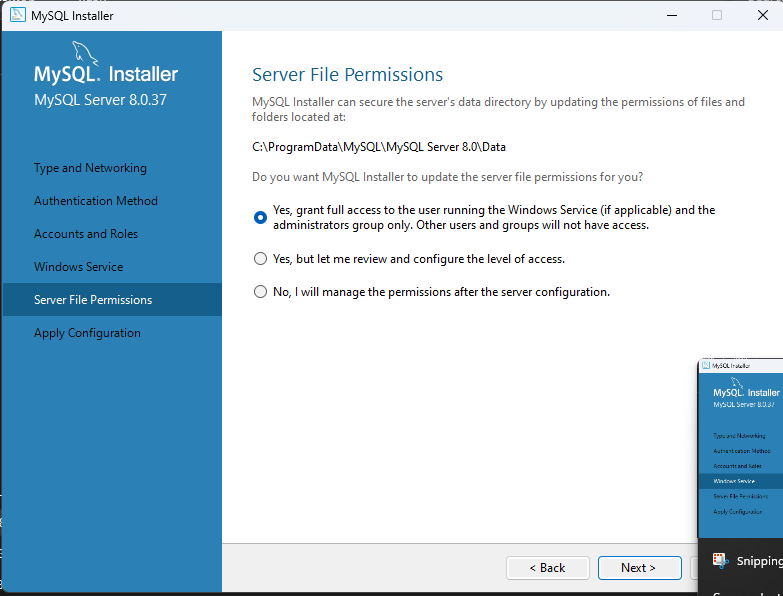 MySQL Installer
MySQL. Installer
MySQL Server 8.0.37
Type and Networking
Authentication Method
Accounts and Roles
Windows Service
Server File Permissions
Apply Configuration
Server File Permissions
MySQL Installer can secure the server's data directory by updating the permissions of files and
folders located at:
C:\ProgramData\MySQL\MySQL Server 8.0\Data
Do you want MySQL Installer to update the server file permissions for you?
Yes, grant full access to the user running the Windows Service (if applicable) and the
administrators group only. Other users and groups will not have access.
Yes, but let me review and configure the level of access.
No, I will manage the permissions after the server configuration.
< Back
Next >
MySQL Installer
MySQL. Installer
MySQL Server 8.0.37
Type and Networking
Authentication Method
Accounts and Roles
Windows Service
Server File Permissions
Apply Configuration
Snipping